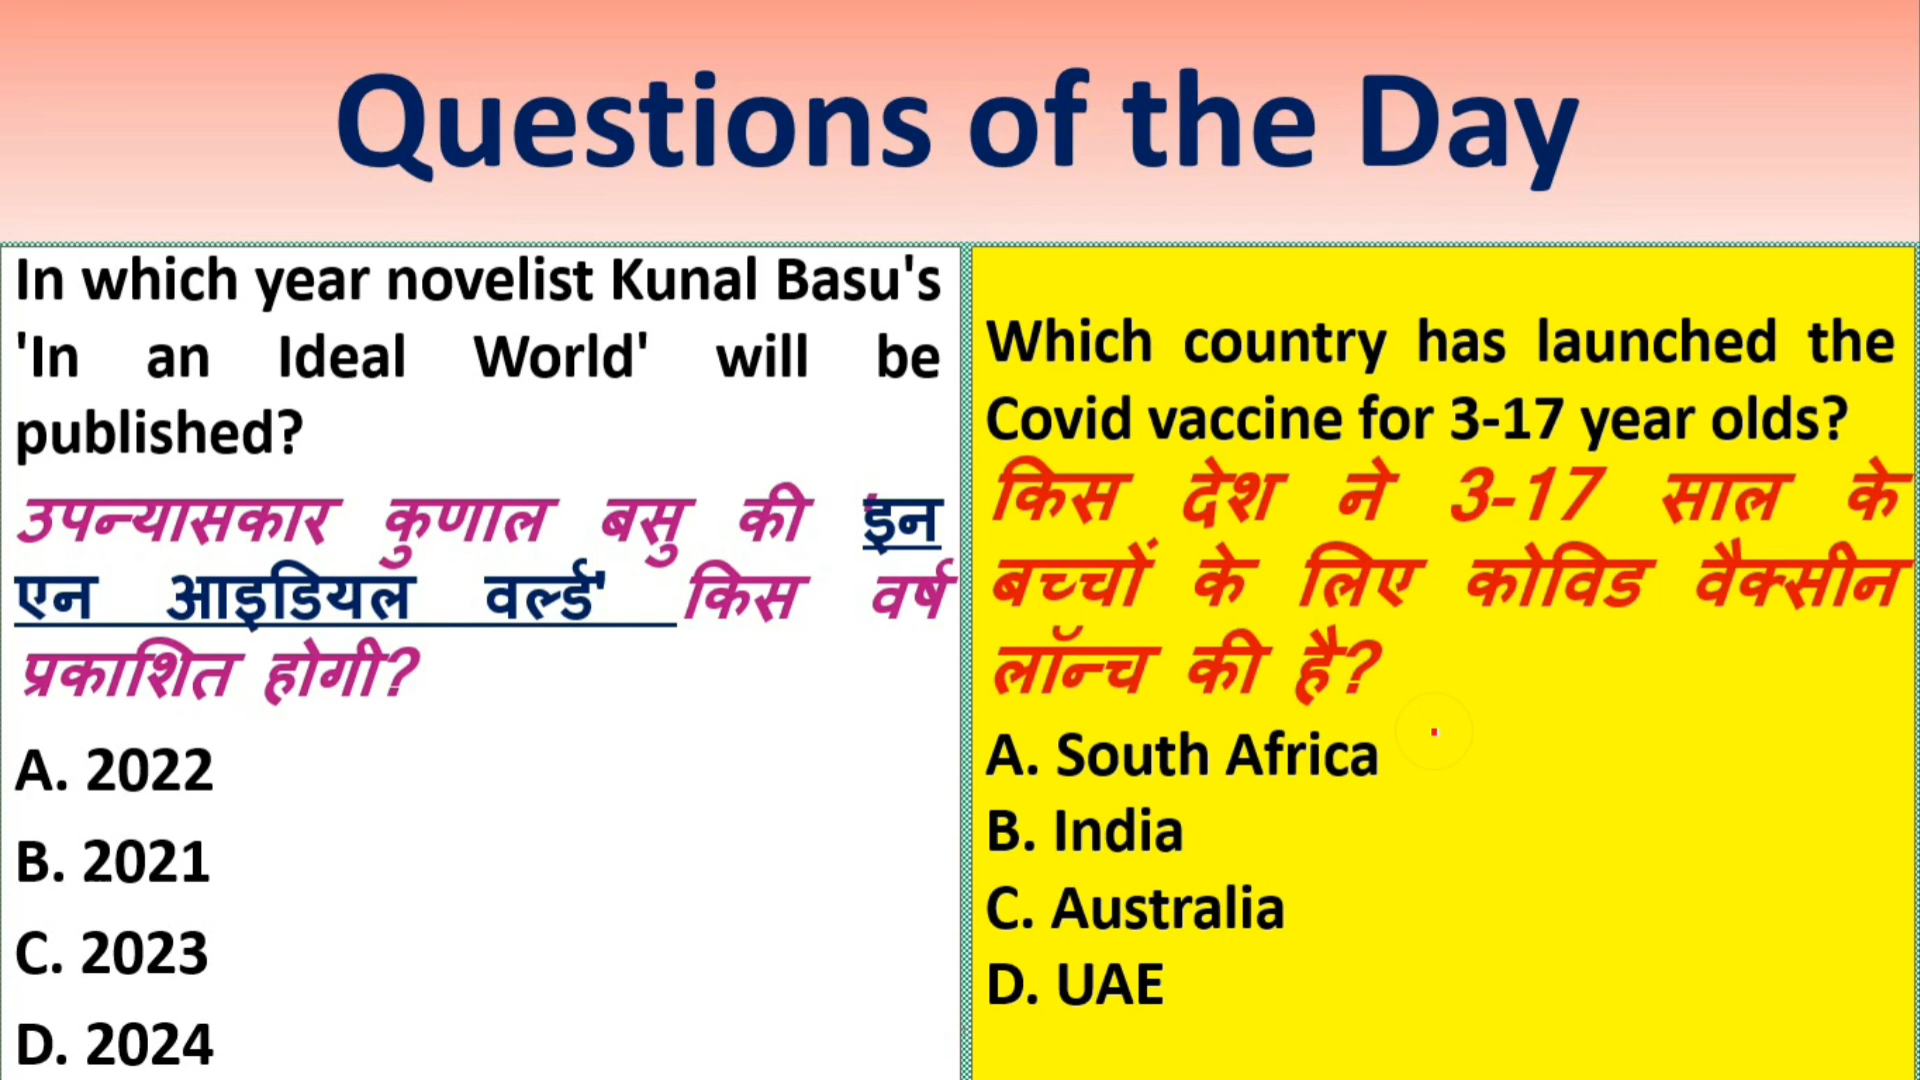 Questions of the Day
In which year novelist Kunal Basu's
'In an Ideal World' will be
published?
उपन्यासकार कुणाल बसु की 'इन
एन आइडियल वर्ल्ड' किस वर्ष
प्रकाशित होगी?
A. 2022
B. 2021
C. 2023
D. 2024
Which country has launched the
Covid vaccine for 3-17 year olds?
किस देश ने 3-17 साल के
बच्चों के लिए कोविड वैक्सीन
लॉन्च की है?
A. South Africa
B. India
C. Australia
D. UAE